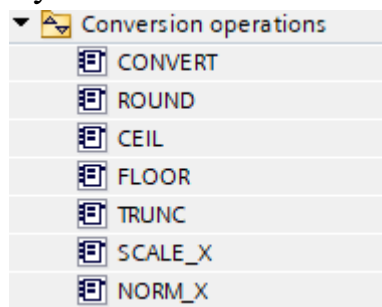 Conversion operations
CONVERT
ROUND
CEIL
FLOOR
TRUNC
SCALE_X
NORM_X